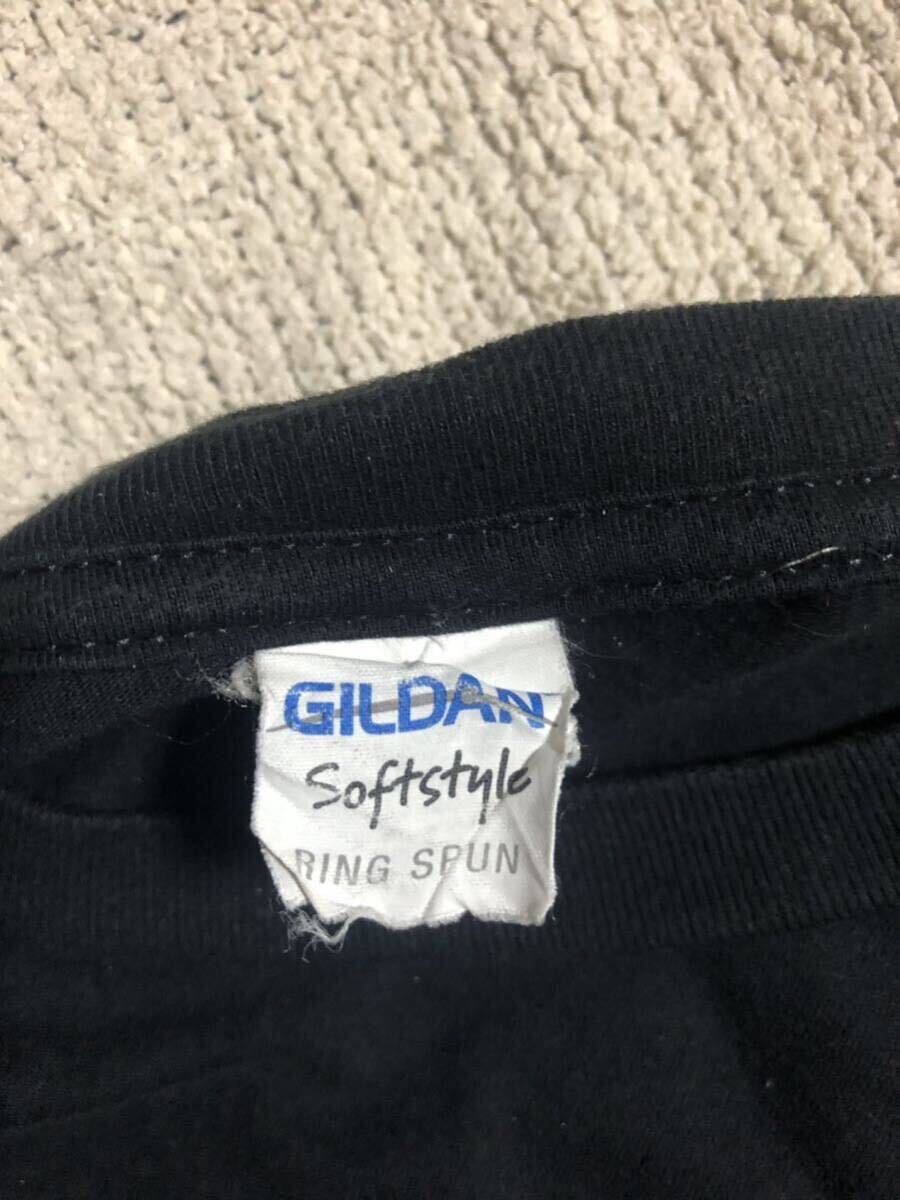 GILDAN
Softstyle
RING SPUN